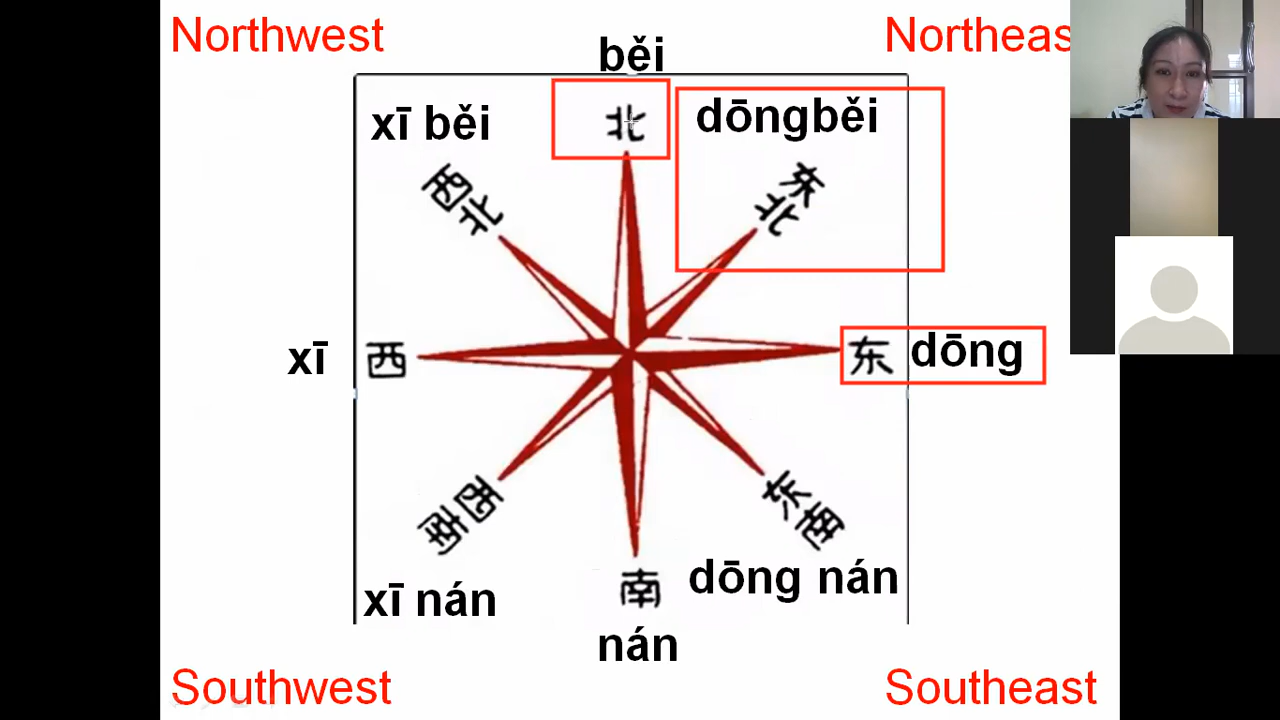 Northwest
Northeas
běi
xī běi
北
dōngběi
西北
东北
xī
西
东
dōng
西南
东南
xī nán
南
dōng nán
nán
Southwest
Southeast